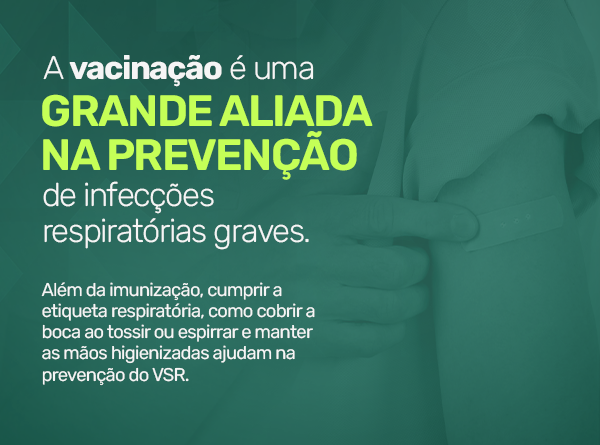 A vacinação é uma
GRANDE ALIADA
NA PREVENÇÃO
de infecções
respiratórias graves.
Além da imunização, cumprir a
etiqueta respiratória, como cobrir a
boca ao tossir ou espirrar e manter
as mãos higienizadas ajudam na
prevenção do VSR.